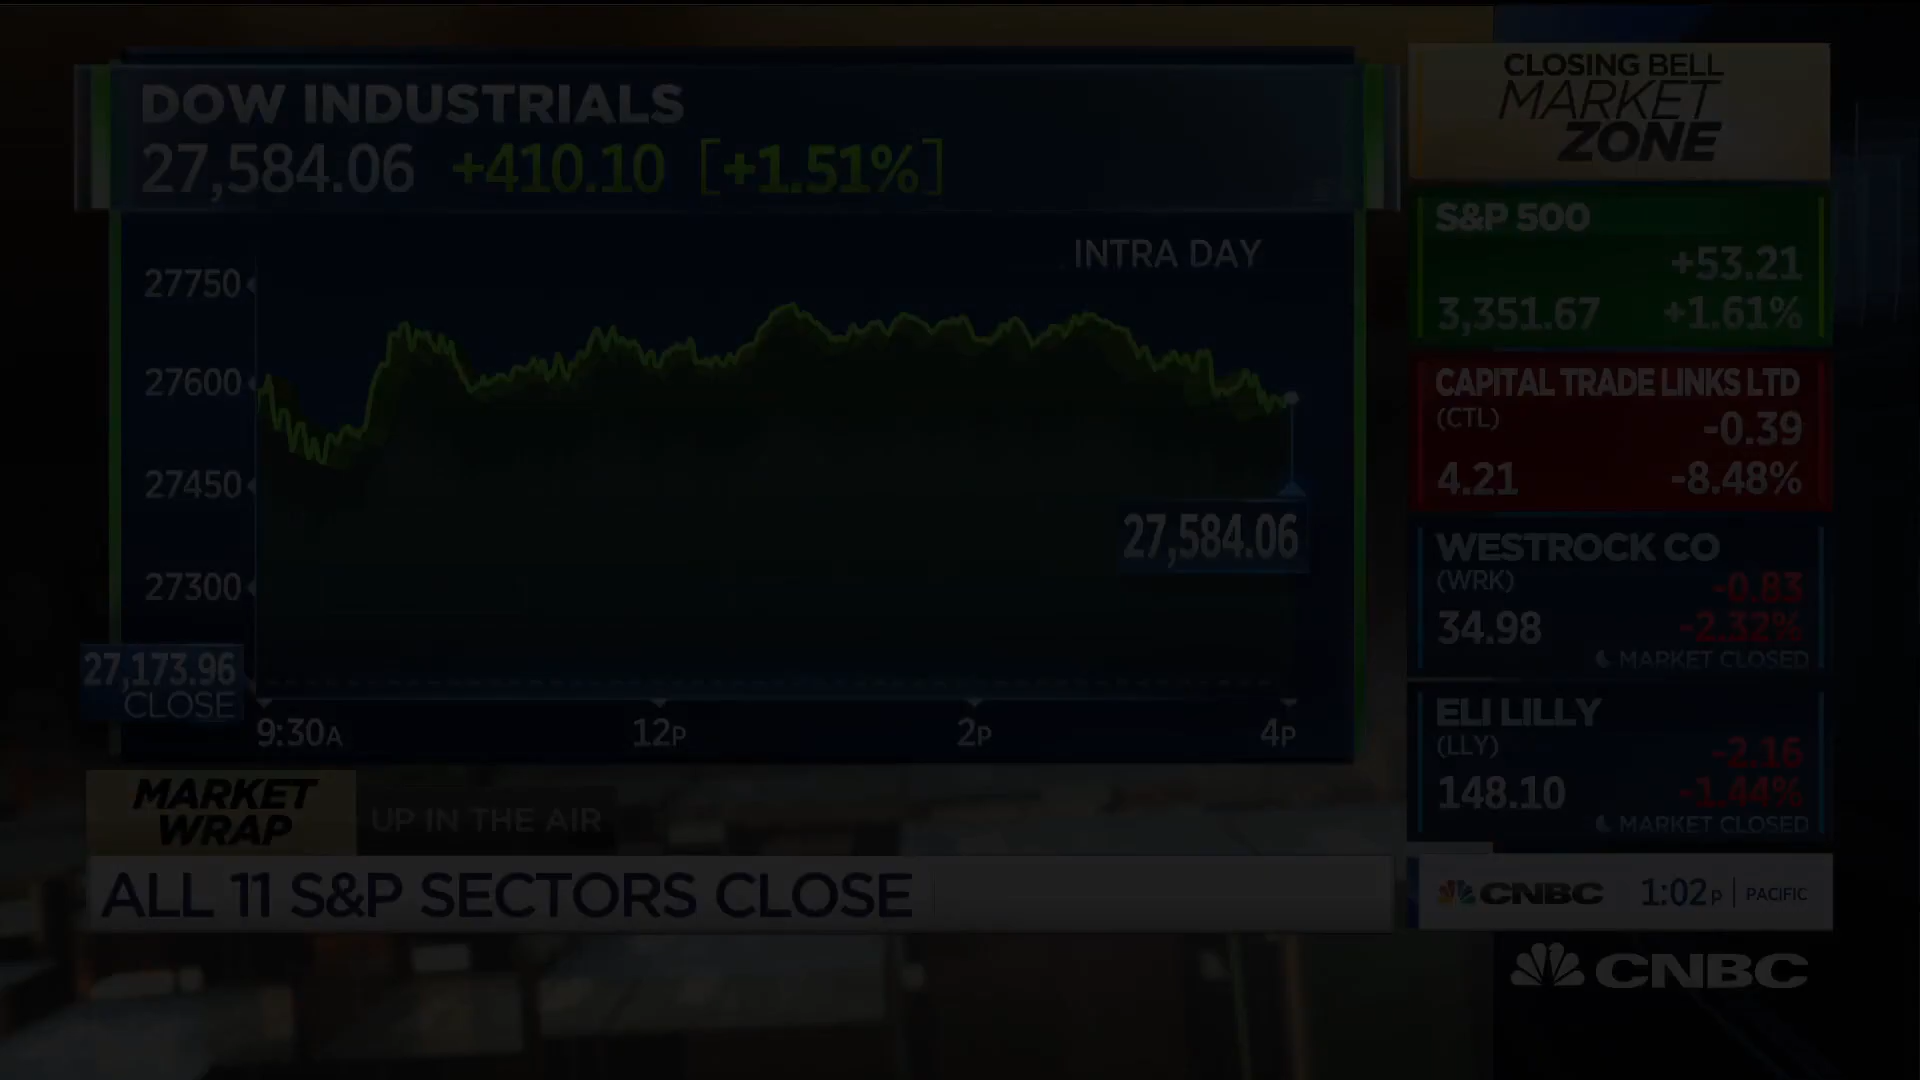 DOW INDUSTRIALS
27,584.06 +410.10 [+1.51%]
INTRA DAY
27750
27600
27450
27300
27,584.06
27,173.96
CLOSE
9:30A 12P 2P 4P
MARKET
WRAP
UP IN THE AIR
ALL 11 S&P SECTORS CLOSE
CLOSING BELL
MARKET
ZONE
S&P 500
+53.21
3,351.67 +1.61%
CAPITAL TRADE LINKS LTD
(CTL)
-0.39
4.21 -8.48%
WESTROCK CO
(WRK)
-0.83
34.98 -2.32%
MARKET CLOSED
ELI LILLY
(LLY)
-2.16
148.10 -1.44%
MARKET CLOSED
CNBC 1:02P PACIFIC
CNBC